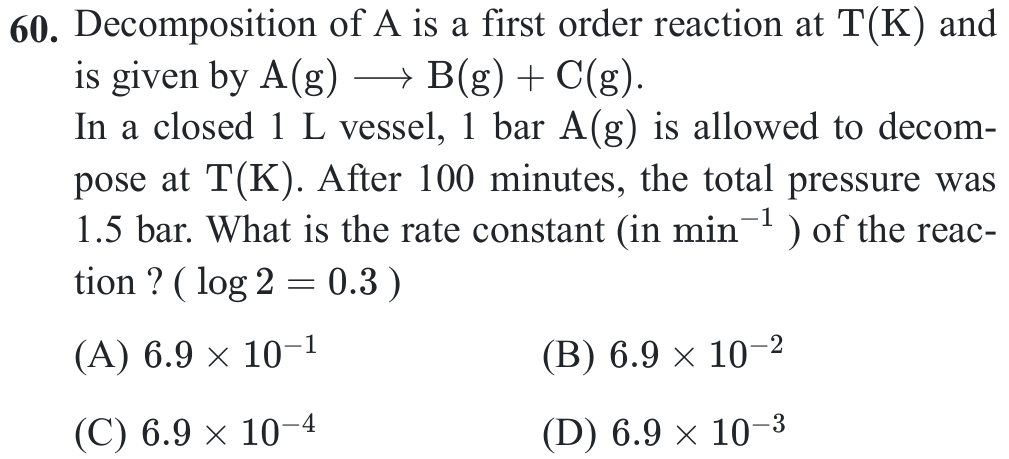 60. Decomposition of A is a first order reaction at T(K) and
is given by A(g) ⟶ B(g) + C(g).
In a closed 1 L vessel, 1 bar A(g) is allowed to decom-
pose at T(K). After 100 minutes, the total pressure was
1.5 bar. What is the rate constant (in min⁻¹ ) of the reac-
tion ? ( log 2 = 0.3 )
(A) 6.9 × 10⁻¹ (B) 6.9 × 10⁻²
(C) 6.9 × 10⁻⁴ (D) 6.9 × 10⁻³